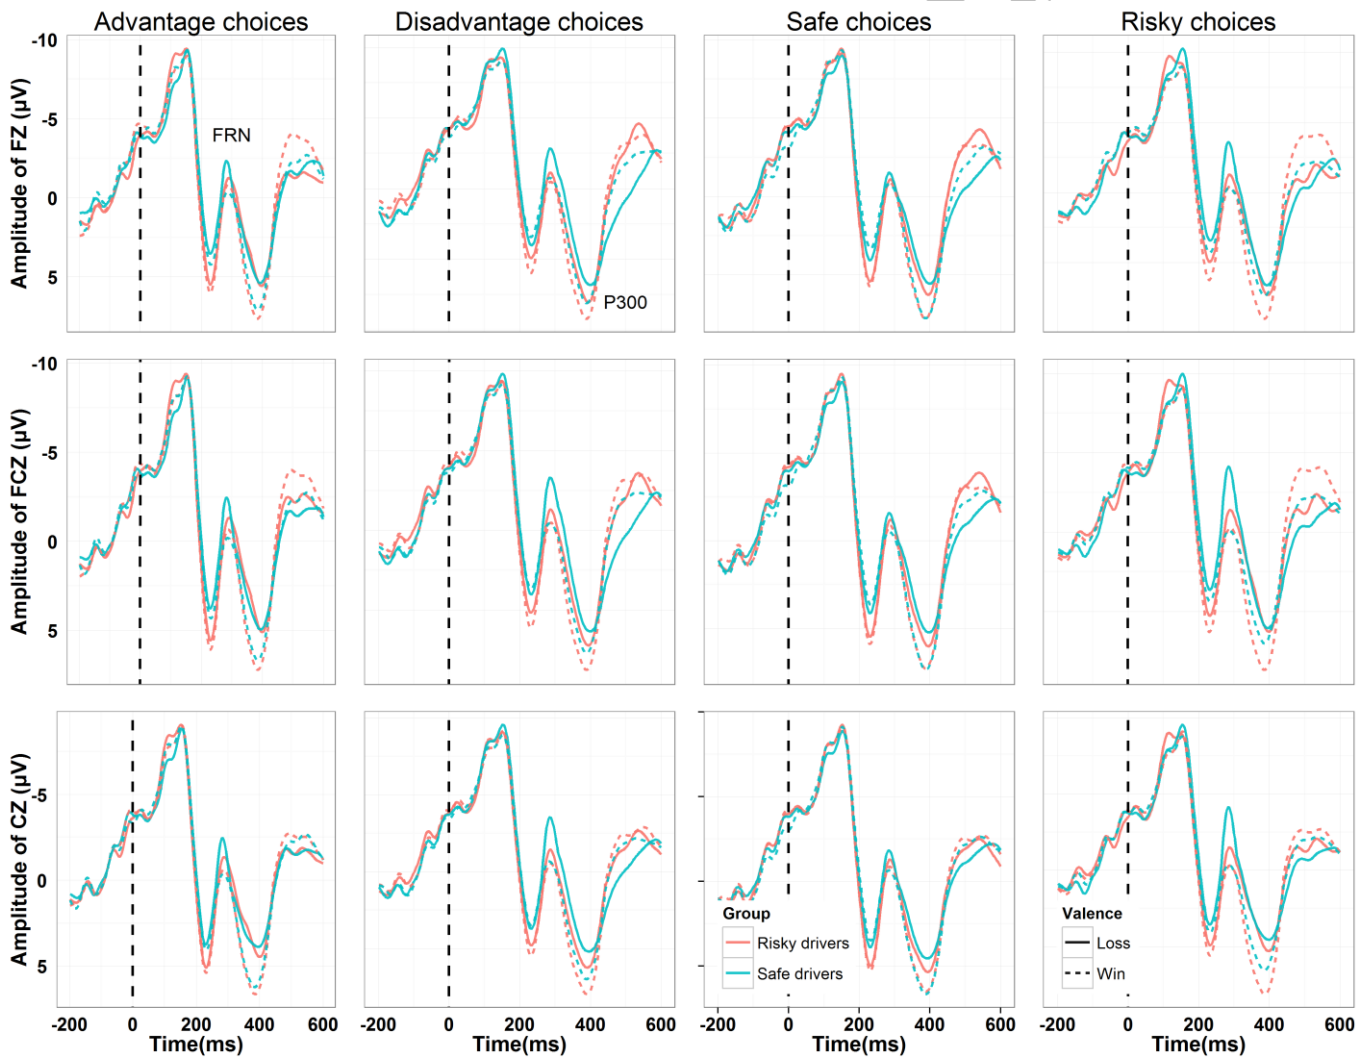 Advantage choices Disadvantage choices Safe choices Risky choices
-10
-5
0
5
Amplitude of FZ (µV)
FRN
P300
-10
-5
0
5
Amplitude of FCZ (µV)
-5
0
5
Amplitude of CZ (µV)
Group
Risky drivers
Safe drivers
Valence
Loss
Win
-200 0 200 400 600 -200 0 200 400 600 -200 0 200 400 600 -200 0 200 400 600
Time(ms) Time(ms) Time(ms) Time(ms)